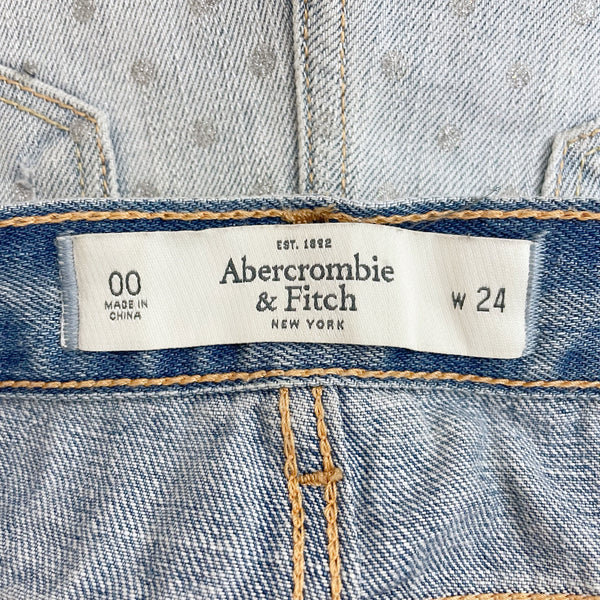 EST. 1892
Abercrombie
& Fitch
NEW YORK
00
MADE IN
CHINA
W 24